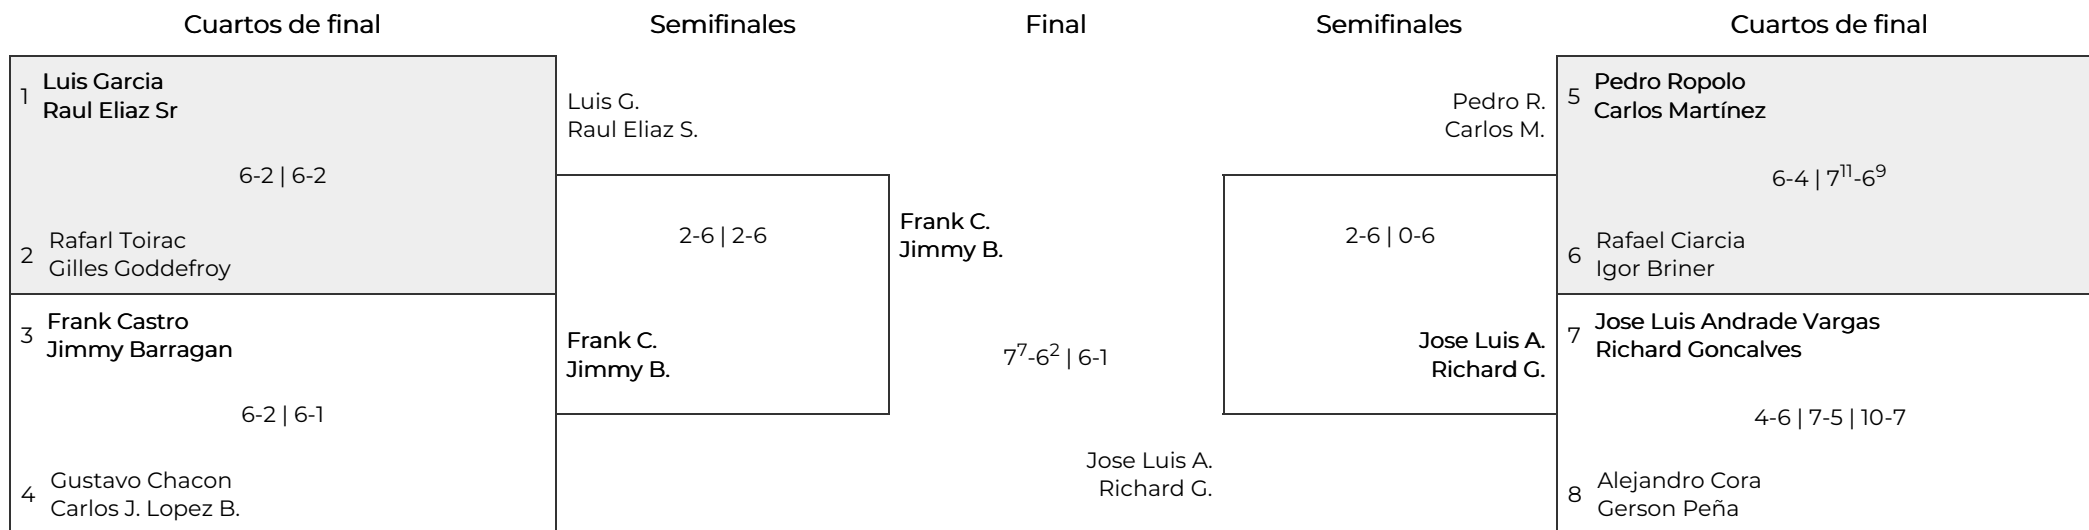 Cuartos de final
Semifinales
Final
Semifinales
Cuartos de final
1
Luis Garcia
Raul Eliaz Sr
6-2 | 6-2
2
Rafarl Toirac
Gilles Goddefroy
3
Frank Castro
Jimmy Barragan
6-2 | 6-1
4
Gustavo Chacon
Carlos J. Lopez B.
Luis G.
Raul Eliaz S.
2-6 | 2-6
Frank C.
Jimmy B.
Frank C.
Jimmy B.
7⁷-6² | 6-1
Jose Luis A.
Richard G.
Pedro R.
Carlos M.
2-6 | 0-6
Jose Luis A.
Richard G.
5
Pedro Ropolo
Carlos Martínez
6-4 | 7¹¹-6⁹
6
Rafael Ciarcia
Igor Briner
7
Jose Luis Andrade Vargas
Richard Goncalves
4-6 | 7-5 | 10-7
8
Alejandro Cora
Gerson Peña